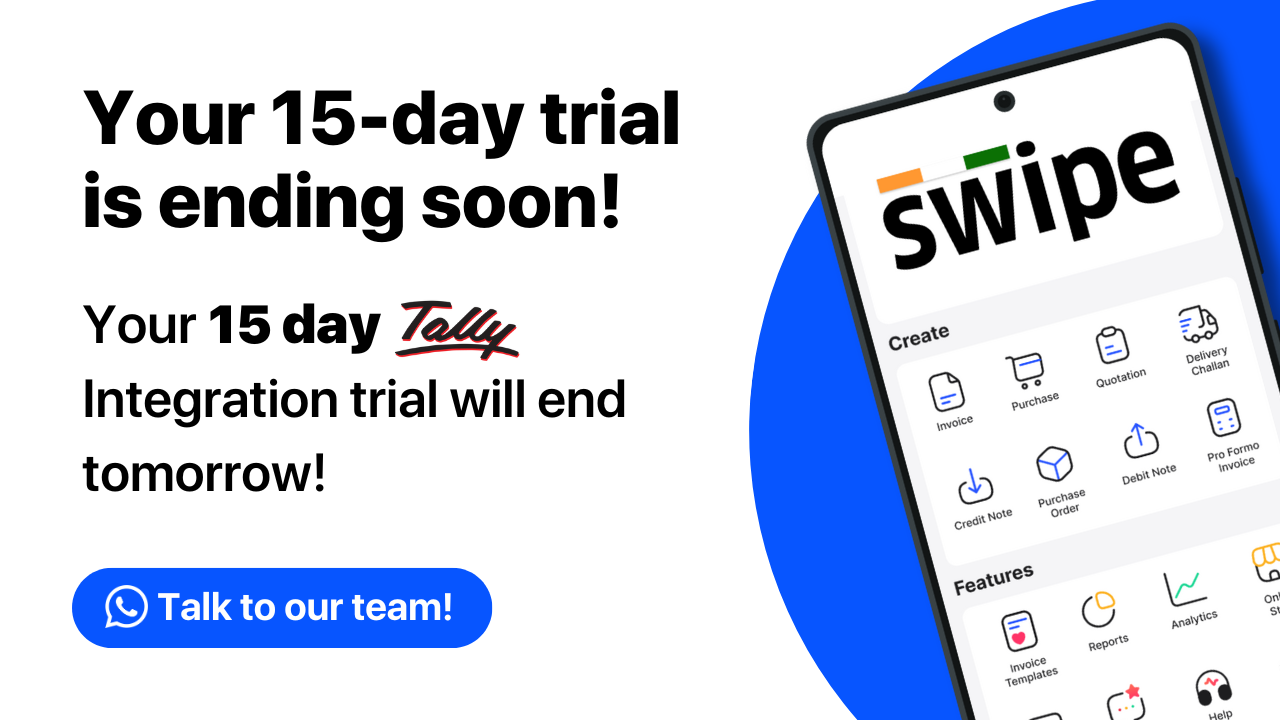 Your 15-day trial
is ending soon!
Your 15 day Tally
Integration trial will end
tomorrow!
Talk to our team!
swipe
Create
Invoice
Purchase
Quotation
Delivery
Challan
Credit Note
Purchase
Order
Debit Note
Pro Formo
Invoice
Features
Invoice
Templates
Reports
Analytics
Help